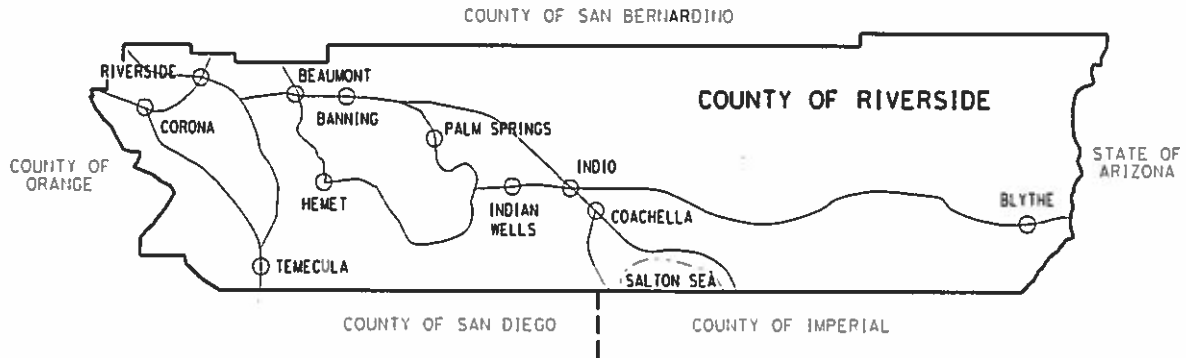 COUNTY OF SAN BERNARDINO
RIVERSIDE
BEAUMONT
COUNTY OF RIVERSIDE
CORONA
BANNING
PALM SPRINGS
COUNTY OF
ORANGE
STATE OF
ARIZONA
INDIO
HEMET
INDIAN
WELLS
COACHELLA
BLYTHE
TEMECULA
SALTON SEA
COUNTY OF SAN DIEGO
COUNTY OF IMPERIAL